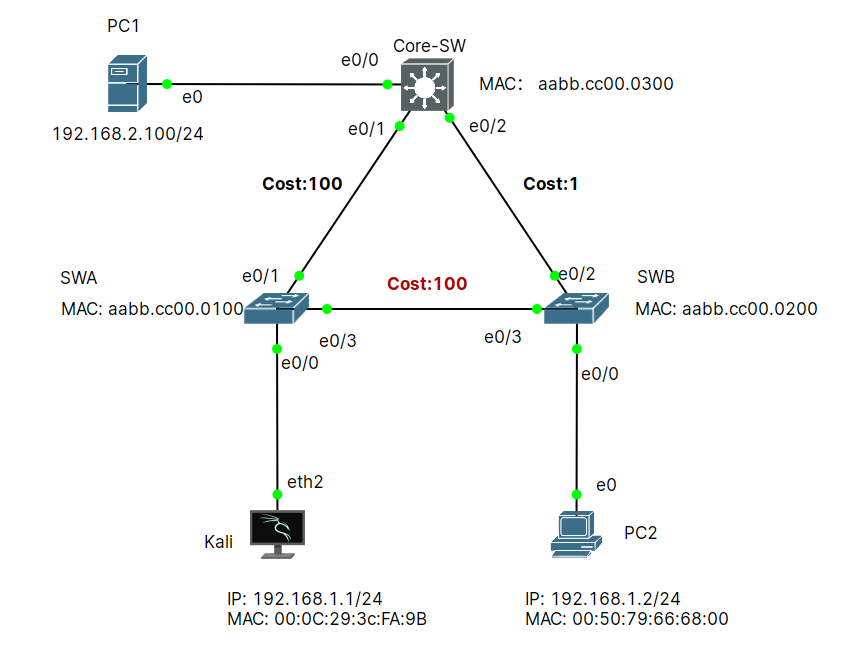 PC1
Core-SW
e0/0
MAC: aabb.cc00.0300
e0
192.168.2.100/24
e0/1
e0/2
Cost:100
Cost:1
SWA
e0/1
Cost:100
e0/2
SWB
MAC: aabb.cc00.0100
MAC: aabb.cc00.0200
e0/3
e0/3
e0/0
e0/0
eth2
e0
Kali
PC2
IP: 192.168.1.1/24
MAC: 00:0C:29:3c:FA:9B
IP: 192.168.1.2/24
MAC: 00:50:79:66:68:00